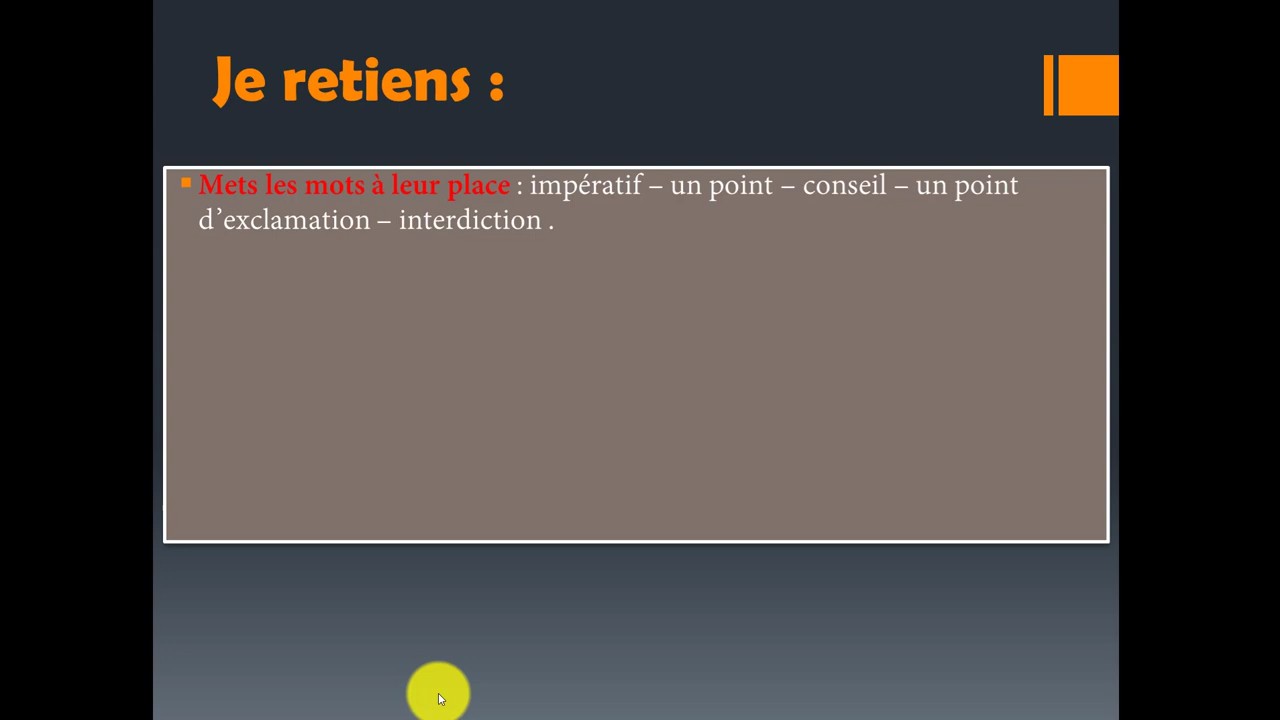 Je retiens :
Mets les mots à leur place : impératif – un point – conseil – un point
d’exclamation – interdiction .